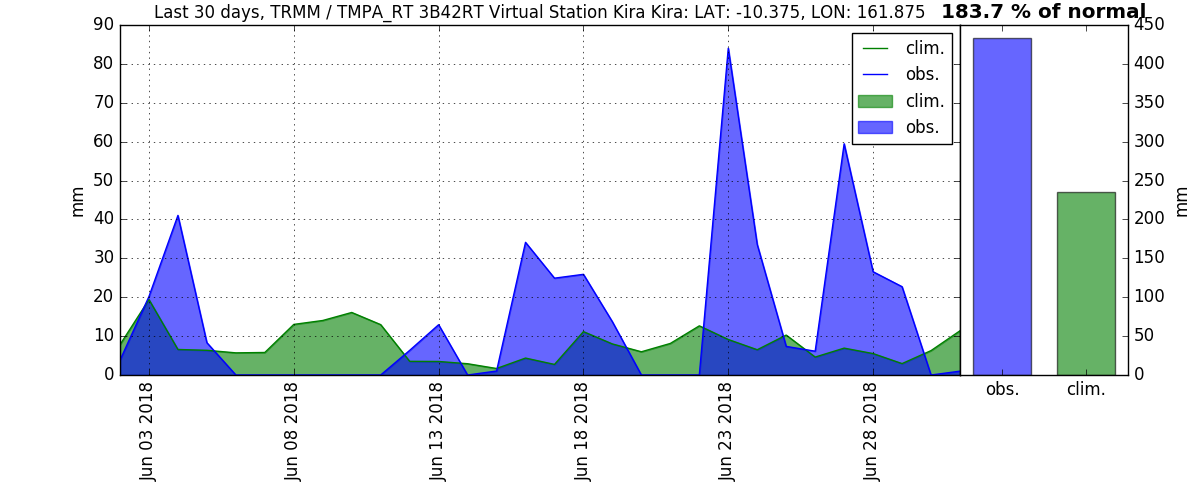 Last 30 days, TRMM / TMPA_RT 3B42RT Virtual Station Kira Kira: LAT: -10.375, LON: 161.875
183.7 % of normal
90
80
70
60
50
40
30
20
10
0
mm
clim.
obs.
clim.
obs.
Jun 03 2018
Jun 08 2018
Jun 13 2018
Jun 18 2018
Jun 23 2018
Jun 28 2018
450
400
350
300
250
200
150
100
50
0
mm
obs.
clim.